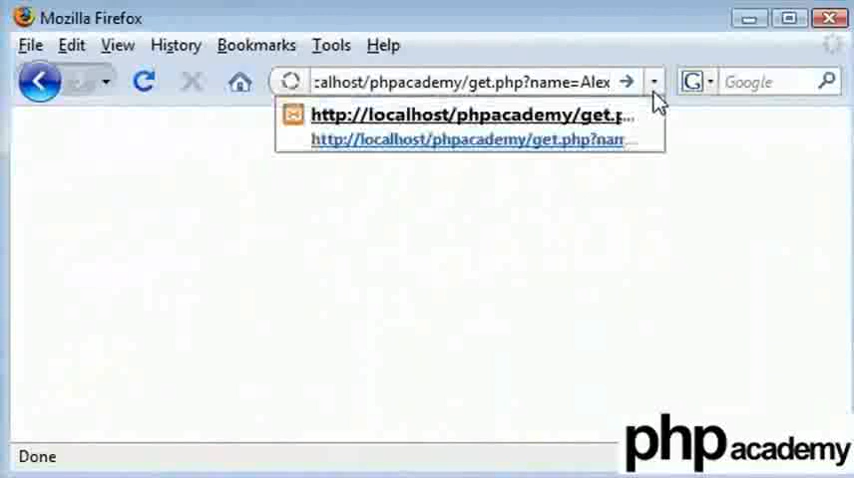 Mozilla Firefox
File Edit View History Bookmarks Tools Help
:alhost/phpacademy/get.php?name=Alex
G Google
http://localhost/phpacademy/get.p...
http://localhost/phpacademy/get.php?nam...
Done
php academy